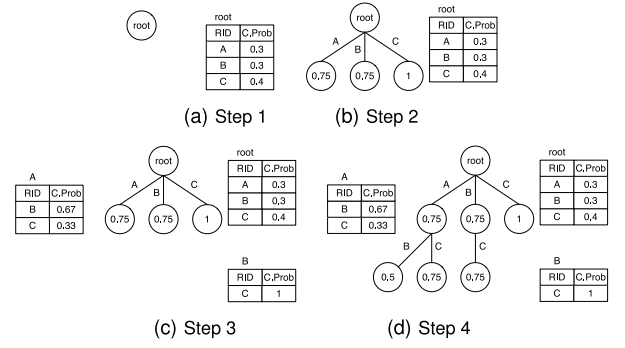 root
root
RID C.Prob
A 0.3
B 0.3
C 0.4
(a) Step 1
root
A B C
0.75 0.75 1
root
RID C.Prob
A 0.3
B 0.3
C 0.4
(b) Step 2
A
RID C.Prob
B 0.67
C 0.33
root
A B C
0.75 0.75 1
root
RID C.Prob
A 0.3
B 0.3
C 0.4
B
RID C.Prob
C 1
(c) Step 3
A
RID C.Prob
B 0.67
C 0.33
root
A B C
0.75 0.75 1
B C C
0.5 0.75 0.75
root
RID C.Prob
A 0.3
B 0.3
C 0.4
B
RID C.Prob
C 1
(d) Step 4